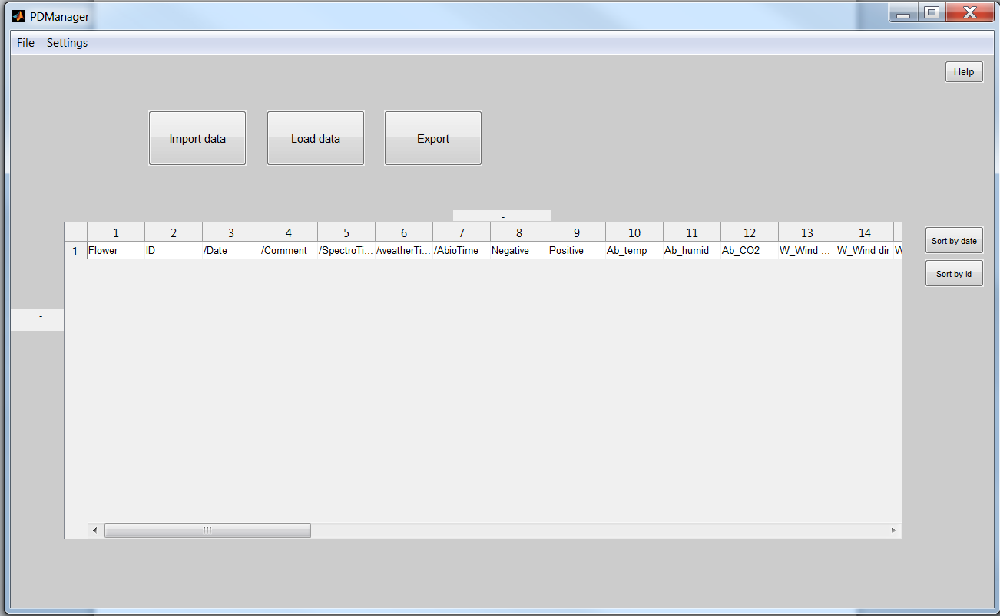 PDManager
File Settings
Help
Import data Load data Export
-
1 2 3 4 5 6 7 8 9 10 11 12 13 14
Sort by date
1 Flower ID /Date /Comment /SpectroTi... /weatherTi... /AbioTime Negative Positive Ab_temp Ab_humid Ab_CO2 W_Wind ... W_Wind dir W
Sort by id
-